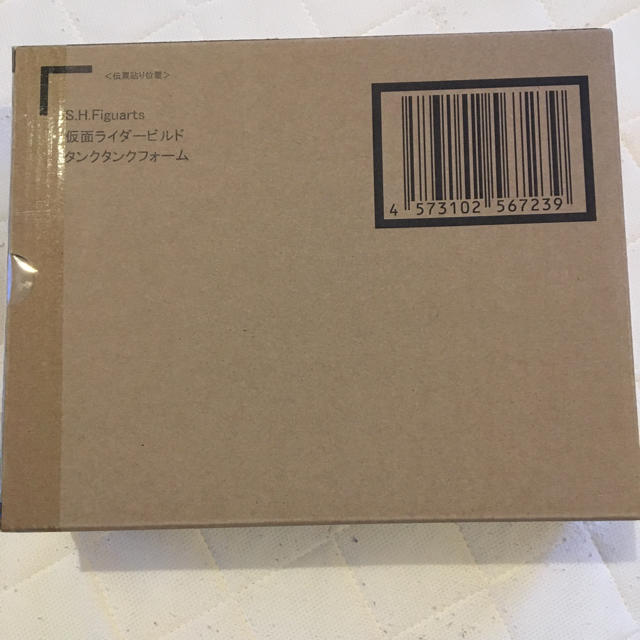 ＜伝票貼り位置＞
S.H.Figuarts
仮面ライダービルド
タンクタンクフォーム
4 573102 567239